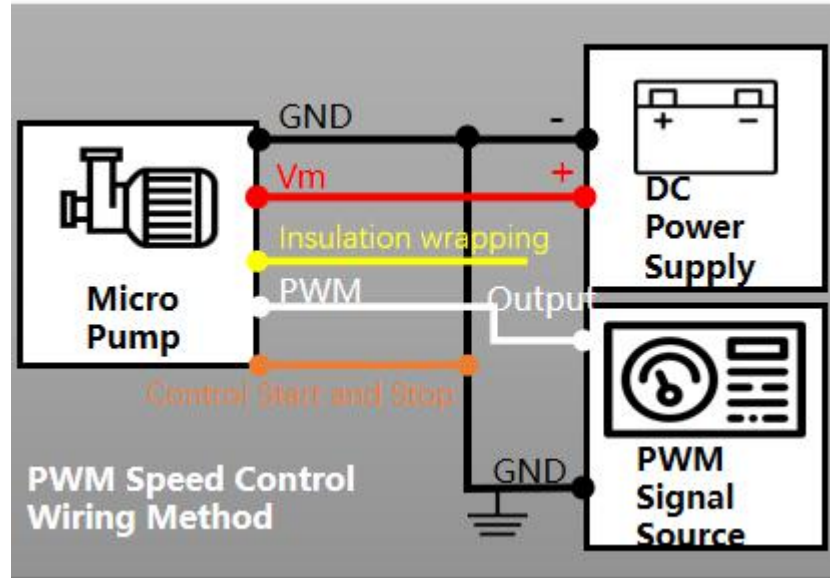 GND
-
Vm
+
DC
Power
Supply
Insulation wrapping
Micro
Pump
PWM
Output
Control Start and Stop
PWM Speed Control
Wiring Method
GND
PWM
Signal
Source